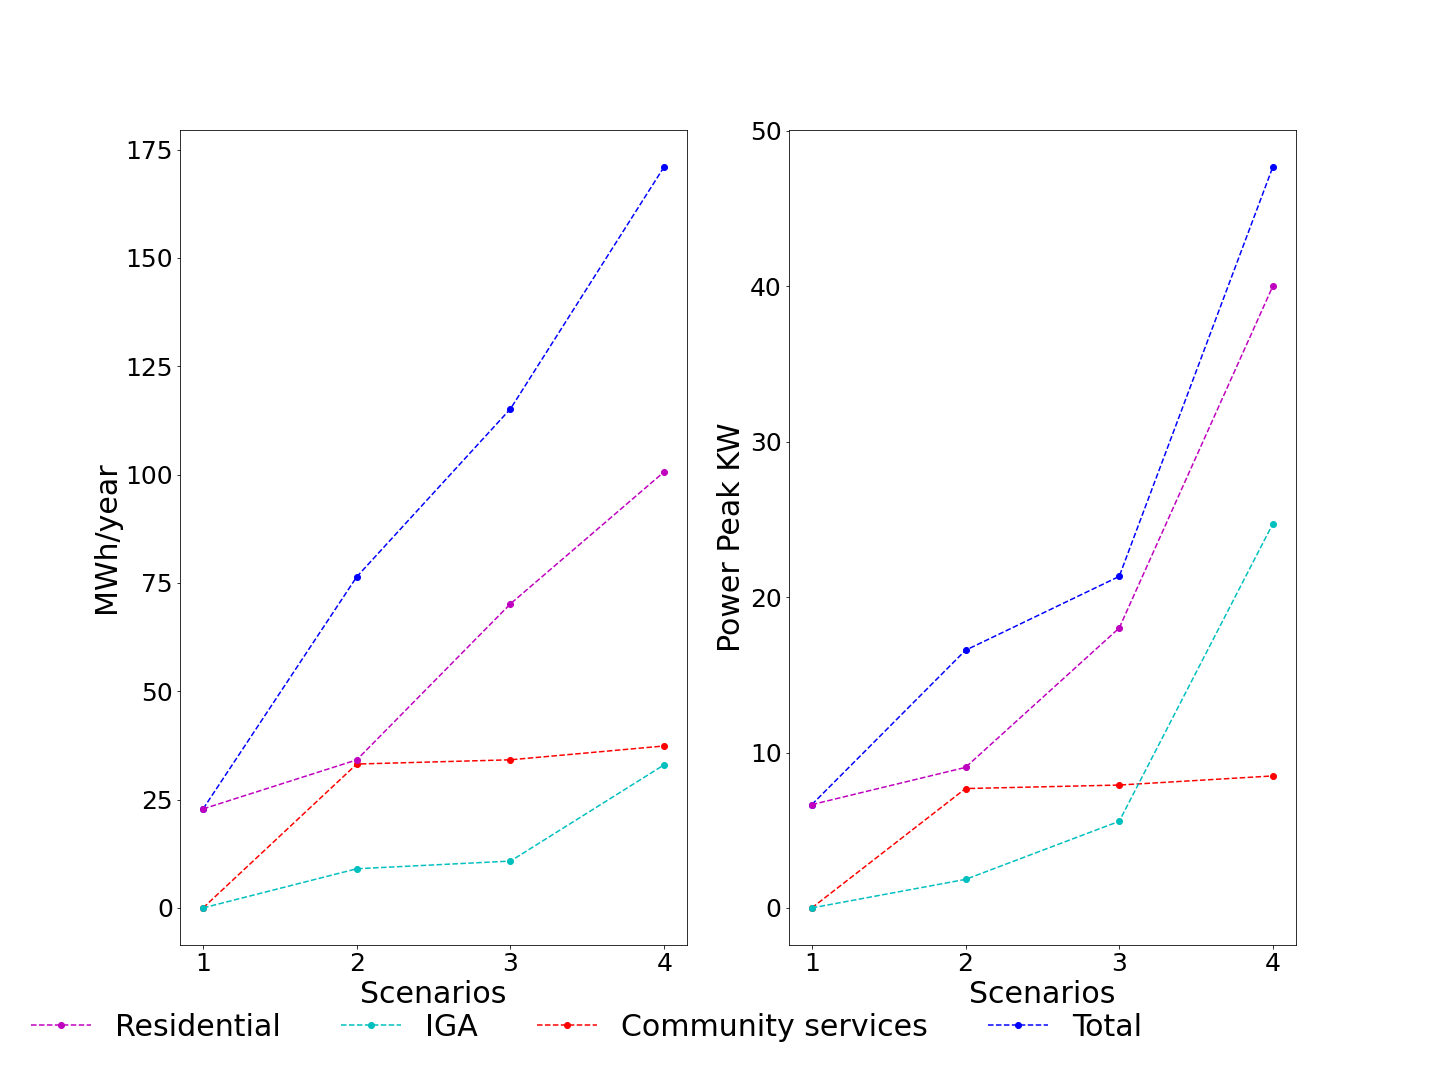 MWh/year
175
150
125
100
75
50
25
0
1 2 3 4
Scenarios
Power Peak KW
50
40
30
20
10
0
1 2 3 4
Scenarios
Residential IGA Community services Total